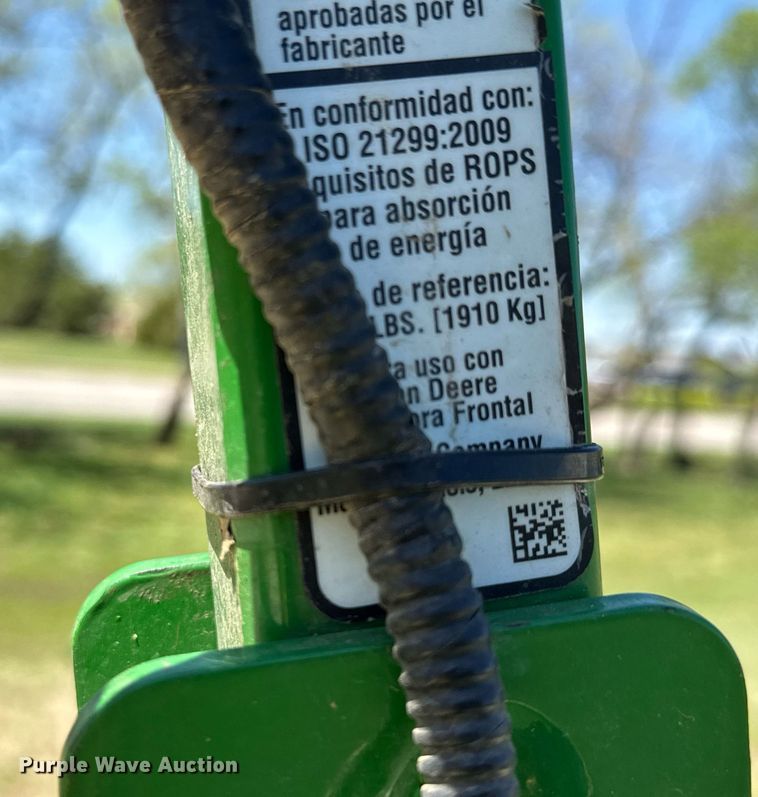 aprobadas por el
fabricante
En conformidad con:
ISO 21299:2009
quisitos de ROPS
para absorción
de energía
de referencia:
LBS. [1910 Kg]
uso con
Deere
Frontal
Company
Purple Wave Auction